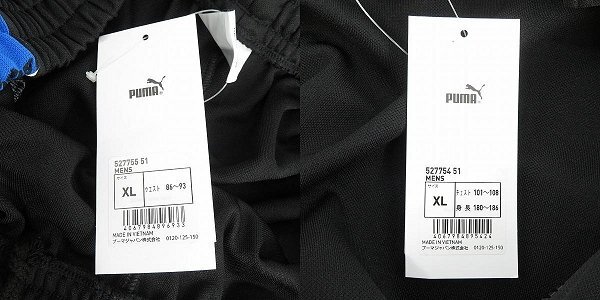 PUMA
527755 51
MENS
サイズ
XL
ウェスト 86～93
4067984896933
MADE IN VIETNAM
プーマジャパン株式会社 0120-125-150
PUMA
527754 51
MENS
サイズ
XL
チェスト 101～108
身長 180～186
4067984895424
MADE IN VIETNAM
プーマジャパン株式会社 0120-125-150